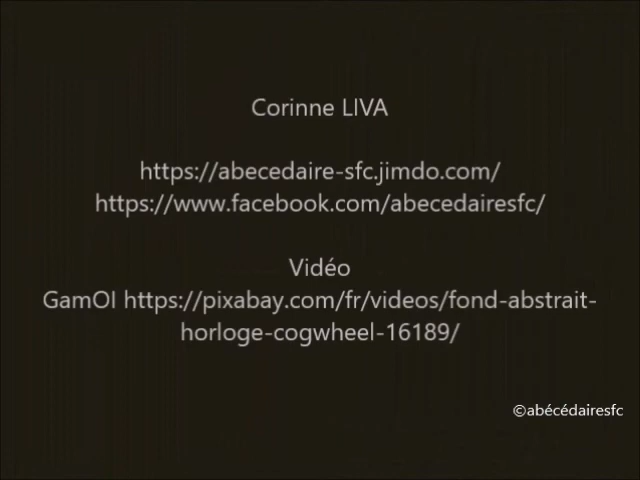 Corinne LIVA
https://abecedaire-sfc.jimdo.com/
https://www.facebook.com/abecedairesfc/
Vidéo
GamOl https://pixabay.com/fr/videos/fond-abstrait-
horloge-cogwheel-16189/
©abécédairesfc